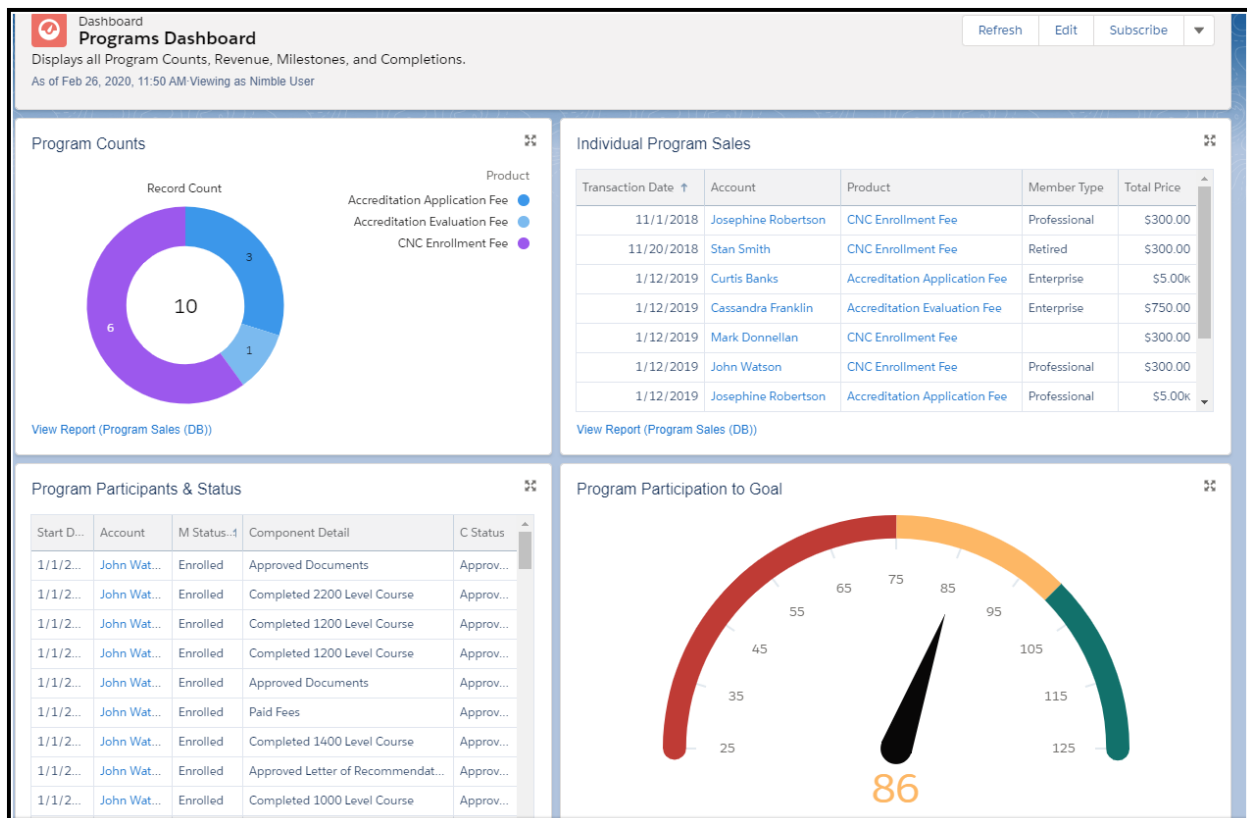 Dashboard
Programs Dashboard
Displays all Program Counts, Revenue, Milestones, and Completions.
As of Feb 26, 2020, 11:50 AM·Viewing as Nimble User
Refresh Edit Subscribe
Program Counts
Record Count
Product
Accreditation Application Fee
Accreditation Evaluation Fee
CNC Enrollment Fee
3
10
6
1
View Report (Program Sales (DB))
Individual Program Sales
Transaction Date ↑ Account Product Member Type Total Price
11/1/2018 Josephine Robertson CNC Enrollment Fee Professional $300.00
11/20/2018 Stan Smith CNC Enrollment Fee Retired $300.00
1/12/2019 Curtis Banks Accreditation Application Fee Enterprise $5.00K
1/12/2019 Cassandra Franklin Accreditation Evaluation Fee Enterprise $750.00
1/12/2019 Mark Donnellan CNC Enrollment Fee $300.00
1/12/2019 John Watson CNC Enrollment Fee Professional $300.00
1/12/2019 Josephine Robertson Accreditation Application Fee Professional $5.00K
View Report (Program Sales (DB))
Program Participants & Status
Start D... Account M Status..↑ Component Detail C Status
1/1/2... John Wat... Enrolled Approved Documents Approv...
1/1/2... John Wat... Enrolled Completed 2200 Level Course Approv...
1/1/2... John Wat... Enrolled Completed 1200 Level Course Approv...
1/1/2... John Wat... Enrolled Completed 1200 Level Course Approv...
1/1/2... John Wat... Enrolled Approved Documents Approv...
1/1/2... John Wat... Enrolled Paid Fees Approv...
1/1/2... John Wat... Enrolled Completed 1400 Level Course Approv...
1/1/2... John Wat... Enrolled Approved Letter of Recommendat... Approv...
1/1/2... John Wat... Enrolled Completed 1000 Level Course Approv...
Program Participation to Goal
25
35
45
55
65
75
85
95
105
115
125
86